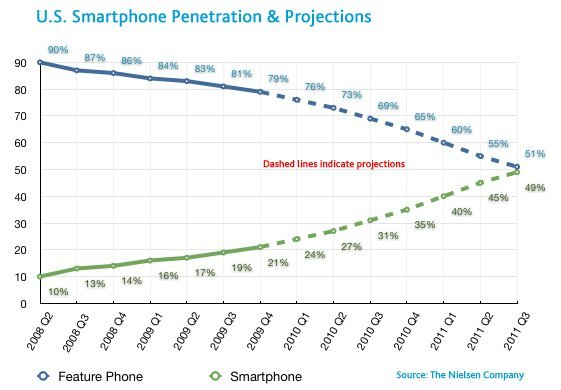 U.S. Smartphone Penetration & Projections
90% 87% 86% 84% 83% 81% 79% 76% 73% 69% 65% 60% 55% 51%
90
80
70
60
50
40
30
20
10
0
Dashed lines indicate projections
10% 13% 14% 16% 17% 19% 21% 24% 27% 31% 35% 40% 45% 49%
2008 Q2 2008 Q3 2008 Q4 2009 Q1 2009 Q2 2009 Q3 2009 Q4 2010 Q1 2010 Q2 2010 Q3 2010 Q4 2011 Q1 2011 Q2 2011 Q3
Feature Phone Smartphone Source: The Nielsen Company